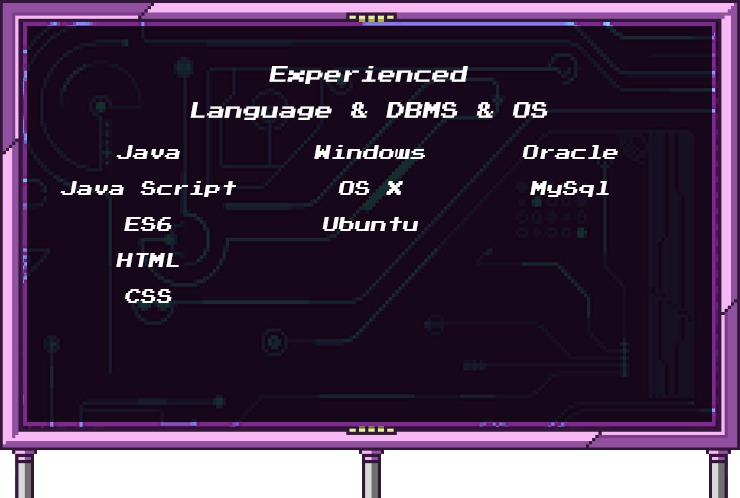 Experienced
Language & DBMS & OS
Java Windows Oracle
Java Script OS X MySql
ES6 Ubuntu
HTML
CSS